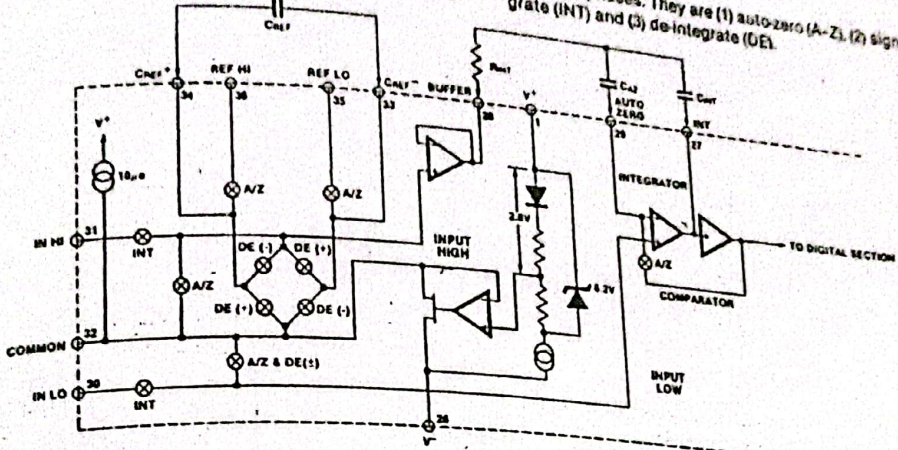 They are (1) auto-zero (A-Z), (2) sign
grate (INT) and (3) de-integrate (DE).
CREF
RINT
CAZ
CINT
CREF+
REF HI
REF LO
CREF-
BUFFER
V+
AUTO
ZERO
INT
34
36
35
33
28
1
29
27
V+
10μa
A/Z
A/Z
INTEGRATOR
2.8V
IN HI
31
INT
DE (-)
DE (+)
INPUT
HIGH
TO DIGITAL SECTION
A/Z
A/Z
6.2V
DE (+)
DE (-)
COMPARATOR
COMMON
32
A/Z & DE(±)
INPUT
LOW
IN LO
30
INT
26
V-